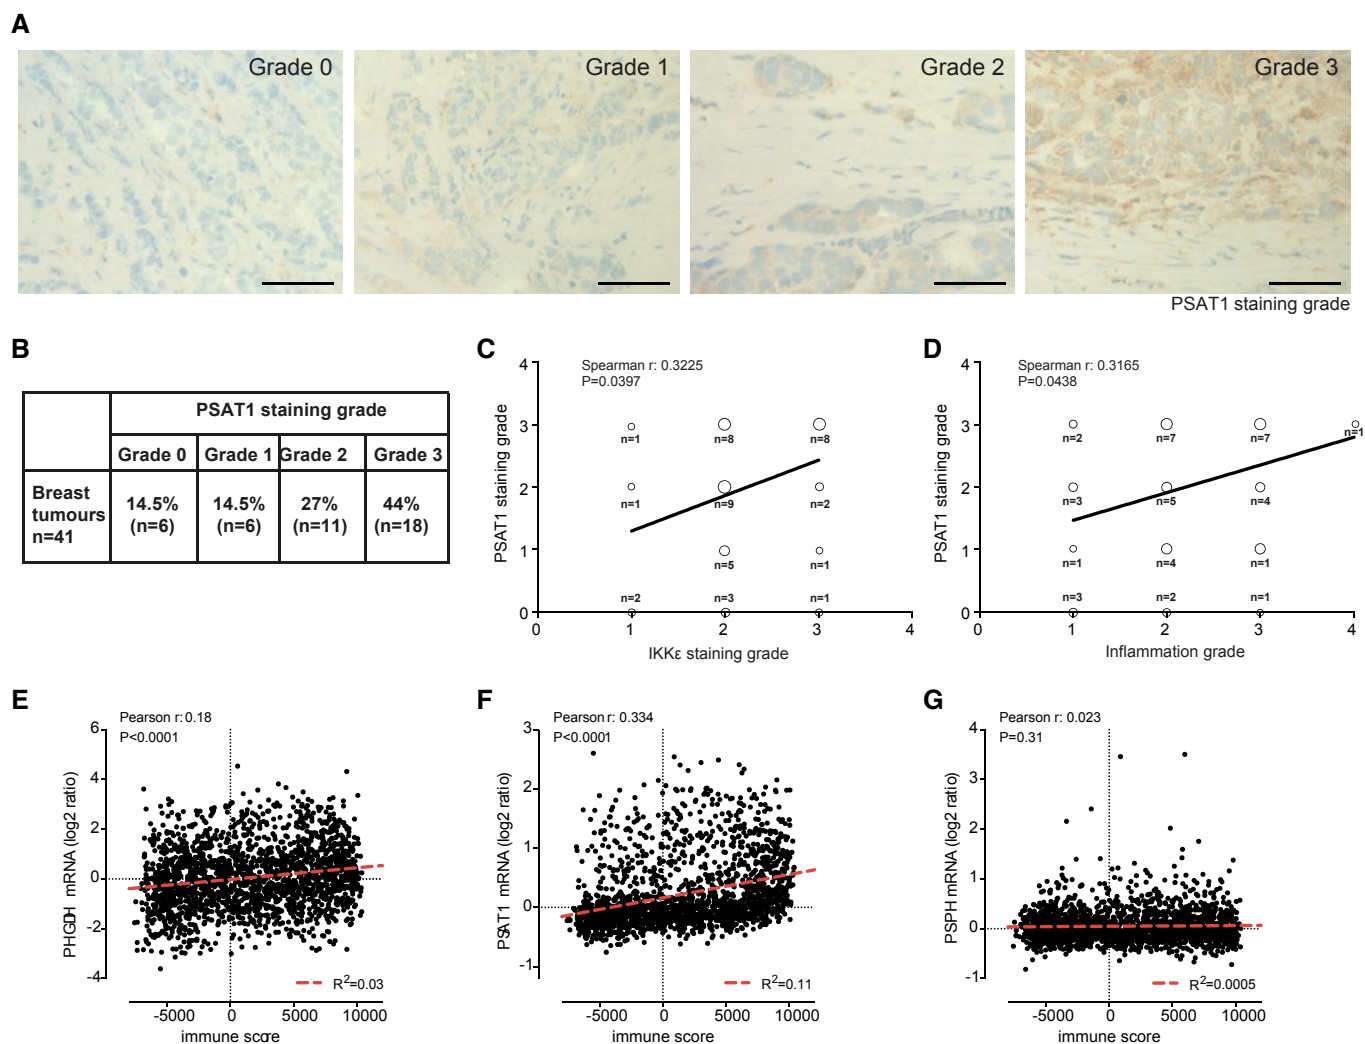 A
Grade 0
Grade 1
Grade 2
Grade 3
PSAT1 staining grade
B
PSAT1 staining grade
Grade 0 Grade 1 Grade 2 Grade 3
Breast tumours n=41
14.5% (n=6)
14.5% (n=6)
27% (n=11)
44% (n=18)
C
Spearman r: 0.3225
P=0.0397
PSAT1 staining grade
4
3
2
1
0
n=1 n=8 n=8
n=1 n=9 n=2
n=5 n=1
n=2 n=3 n=1
0 1 2 3 4
IKKε staining grade
D
Spearman r: 0.3165
P=0.0438
PSAT1 staining grade
4
3
2
1
0
n=2 n=7 n=7 n=1
n=3 n=5 n=4
n=1 n=4 n=1
n=3 n=2 n=1
0 1 2 3 4
Inflammation grade
E
Pearson r: 0.18
P<0.0001
PHGDH mRNA (log2 ratio)
6
4
2
0
-2
-4
R2=0.03
-5000 0 5000 10000
immune score
F
Pearson r: 0.334
P<0.0001
PSAT1 mRNA (log2 ratio)
3
2
1
0
-1
R2=0.11
-5000 0 5000 10000
immune score
G
Pearson r: 0.023
P=0.31
PSPH mRNA (log2 ratio)
4
3
2
1
0
-1
R2=0.0005
-5000 0 5000 10000
immune score